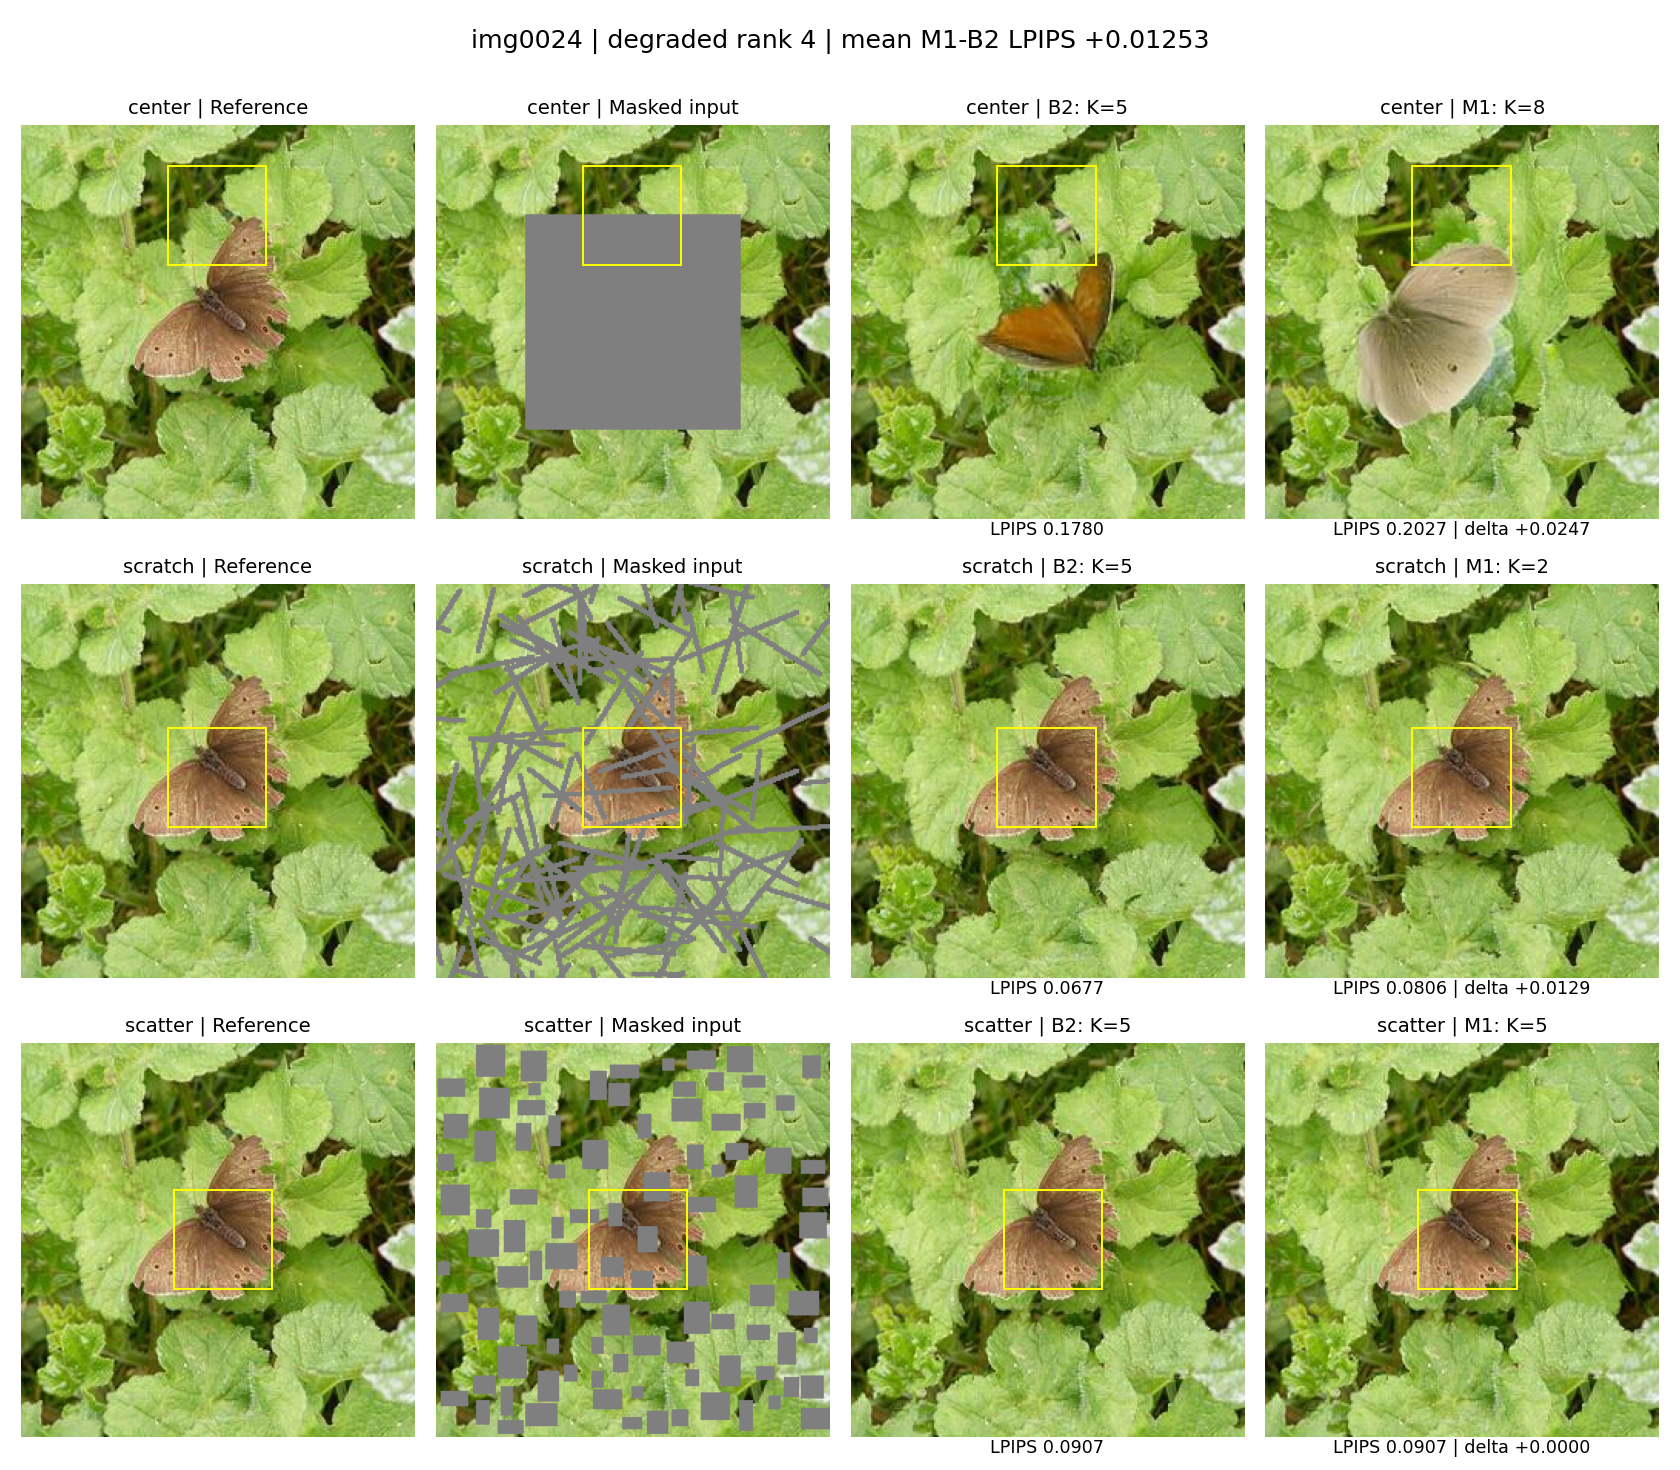 img0024 | degraded rank 4 | mean M1-B2 LPIPS +0.01253
center | Reference
center | Masked input
center | B2: K=5
center | M1: K=8
LPIPS 0.1780
LPIPS 0.2027 | delta +0.0247
scratch | Reference
scratch | Masked input
scratch | B2: K=5
scratch | M1: K=2
LPIPS 0.0677
LPIPS 0.0806 | delta +0.0129
scatter | Reference
scatter | Masked input
scatter | B2: K=5
scatter | M1: K=5
LPIPS 0.0907
LPIPS 0.0907 | delta +0.0000